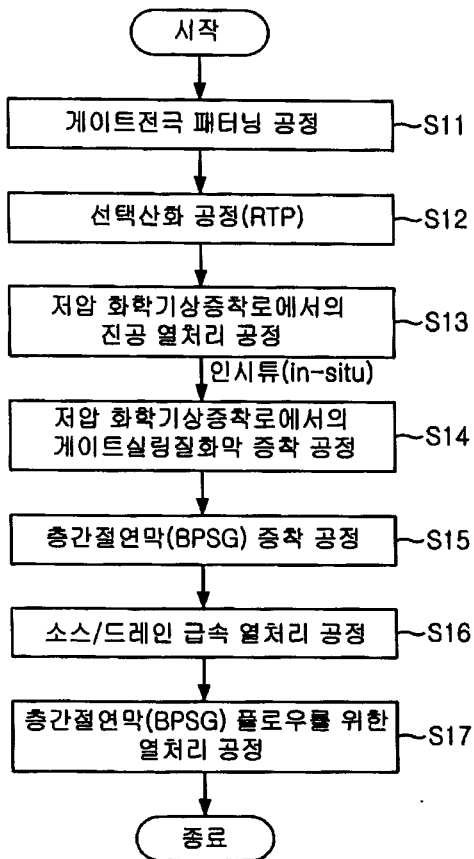 시작
게이트전극 패터닝 공정
S11
선택산화 공정(RTP)
S12
저압 화학기상증착로에서의
진공 열처리 공정
S13
인시튜(in-situ)
저압 화학기상증착로에서의
게이트실링질화막 증착 공정
S14
층간절연막(BPSG) 증착 공정
S15
소스/드레인 급속 열처리 공정
S16
층간절연막(BPSG) 플로우를 위한
열처리 공정
S17
종료